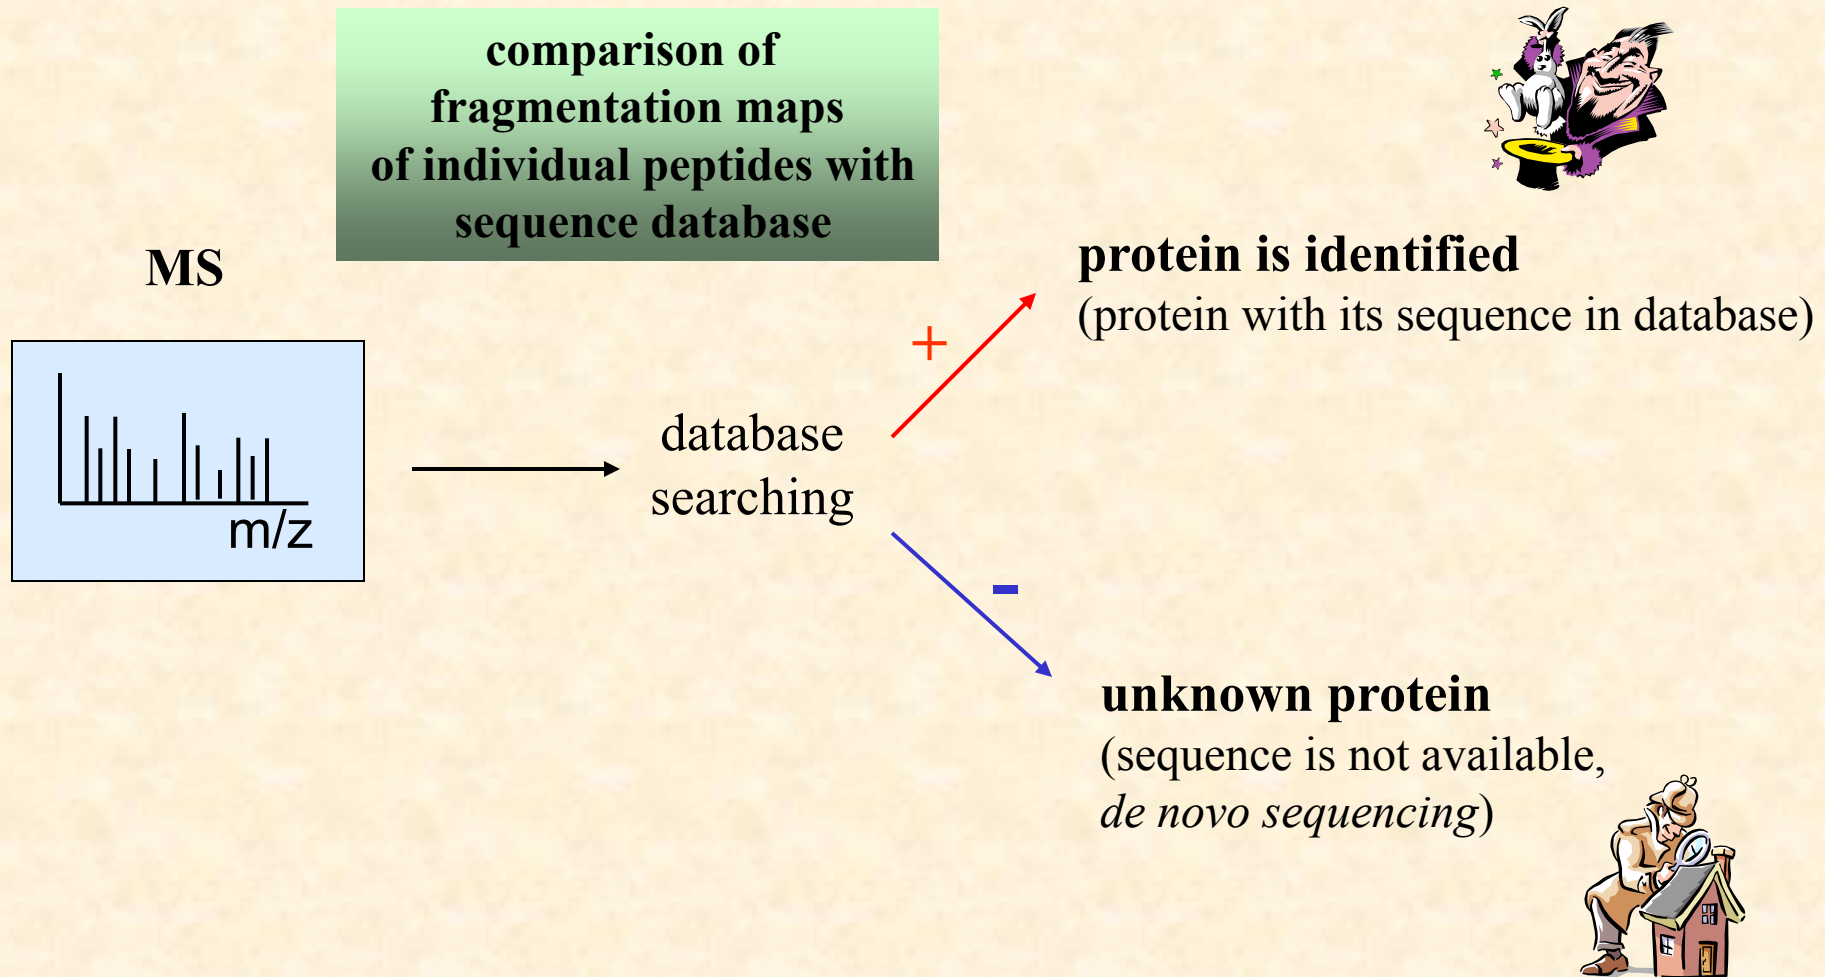 comparison of
fragmentation maps
of individual peptides with
sequence database
MS
m/z
database
searching
+
protein is identified
(protein with its sequence in database)
-
unknown protein
(sequence is not available,
de novo sequencing)